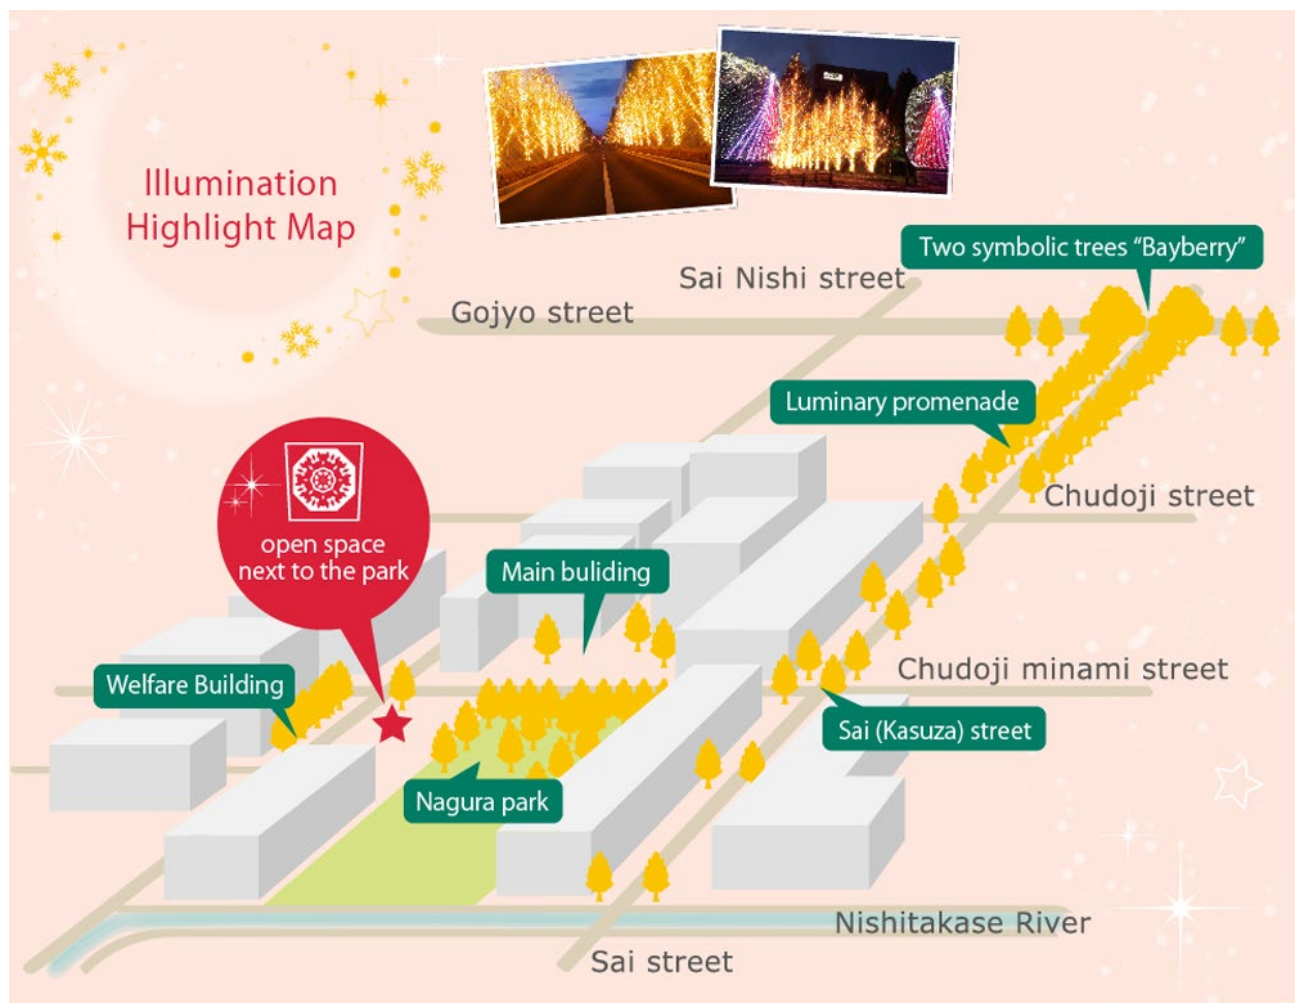 Illumination
Highlight Map
Two symbolic trees “Bayberry”
Sai Nishi street
Gojyo street
Luminary promenade
Chudoji street
open space
next to the park
Main buliding
Chudoji minami street
Welfare Building
Sai (Kasuza) street
Nagura park
Nishitakase River
Sai street